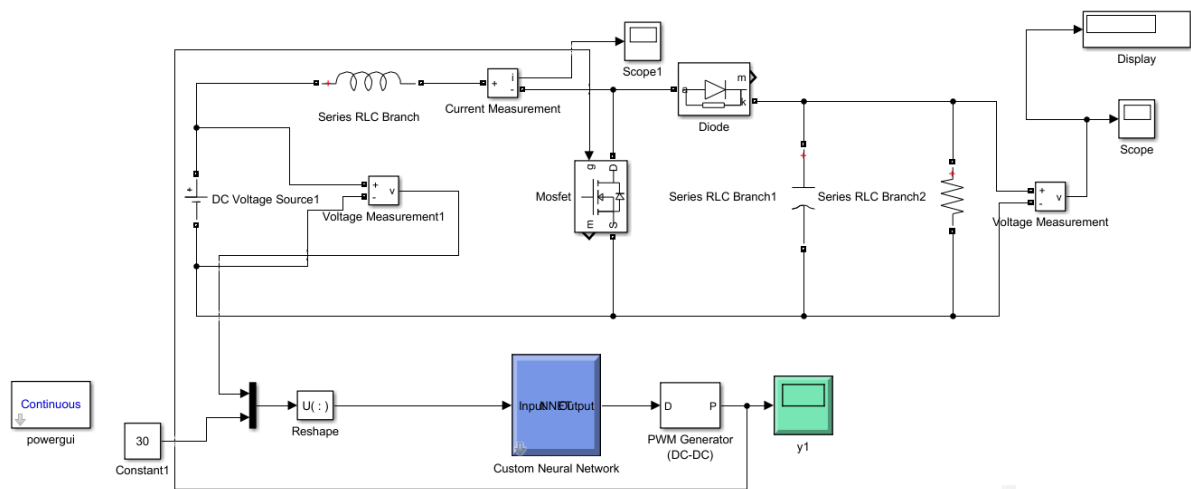 Scope1
Display
i
+
-
Series RLC Branch
Current Measurement
a
m
k
Diode
Scope
+
-
v
DC Voltage Source1
Voltage Measurement1
g
D
Mosfet
m
S
Series RLC Branch1
Series RLC Branch2
+
-
v
Voltage Measurement
Continuous
powergui
30
Constant1
U( : )
Reshape
Input NNET Output
Custom Neural Network
D
P
PWM Generator
(DC-DC)
y1